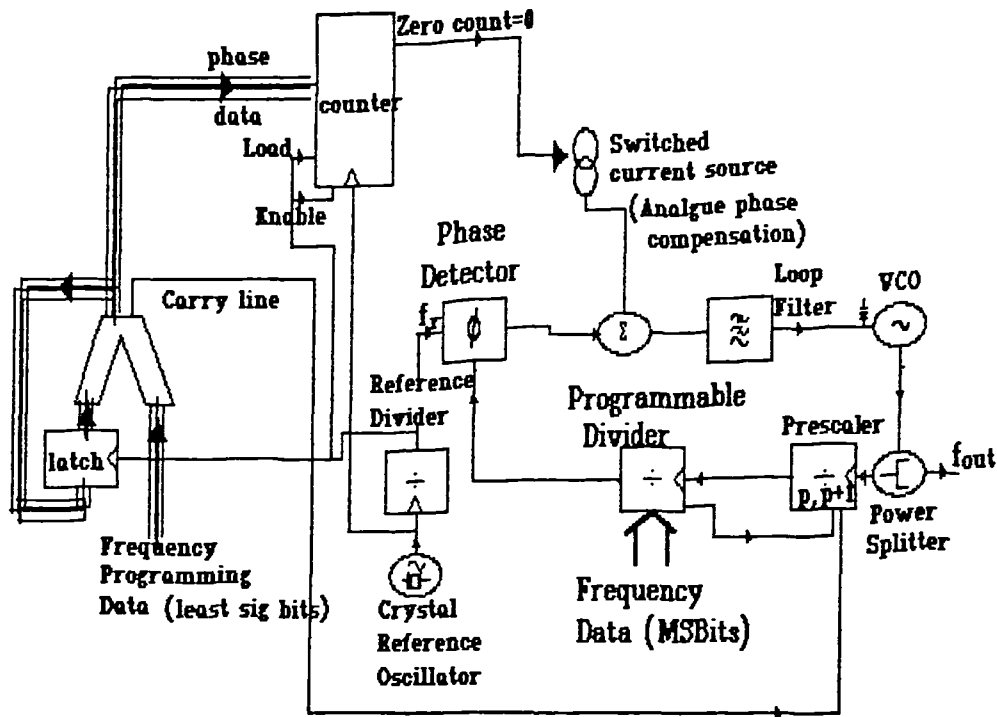 Zero count=0
phase
data
counter
Load
Enable
Switched
current source
(Analgue phase
compensation)
Phase
Detector
Carry line
fr
ϕ
Σ
Loop
Filter
VCO
Reference
Divider
Programmable
Divider
Prescaler
latch
÷
÷
÷
p,p+1
fout
Power
Splitter
Frequency
Programming
Data (least sig bits)
Crystal
Reference
Oscillator
Frequency
Data (MSBits)